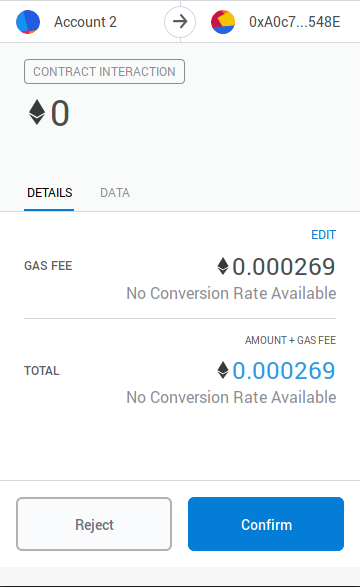 Account 2
0xA0c7...548E
CONTRACT INTERACTION
0
DETAILS
DATA
EDIT
GAS FEE
0.000269
No Conversion Rate Available
AMOUNT + GAS FEE
TOTAL
0.000269
No Conversion Rate Available
Reject
Confirm